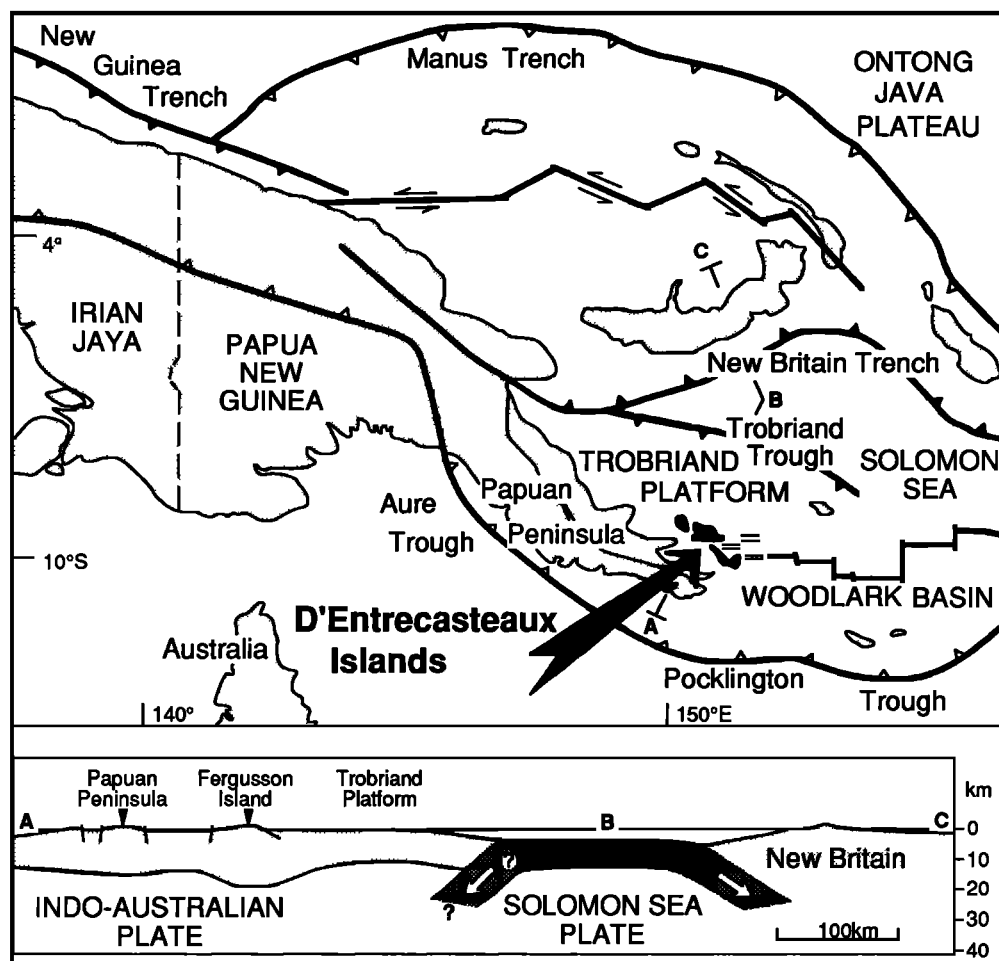 New
Guinea
Trench
Manus Trench
ONTONG
JAVA
PLATEAU
4°
C
IRIAN
JAYA
PAPUA
NEW
GUINEA
New Britain Trench
B
Trobriand
Trough
TROBRIAND
PLATFORM
SOLOMON
SEA
Aure
Trough
Papuan
Peninsula
10°S
WOODLARK BASIN
D'Entrecasteaux
Islands
A
Australia
Pocklington
Trough
140°
150°E
Papuan
Peninsula
Fergusson
Island
Trobriand
Platform
km
A
B
C
0
-10
-20
-30
-40
?
?
New Britain
INDO-AUSTRALIAN
PLATE
SOLOMON SEA
PLATE
100km